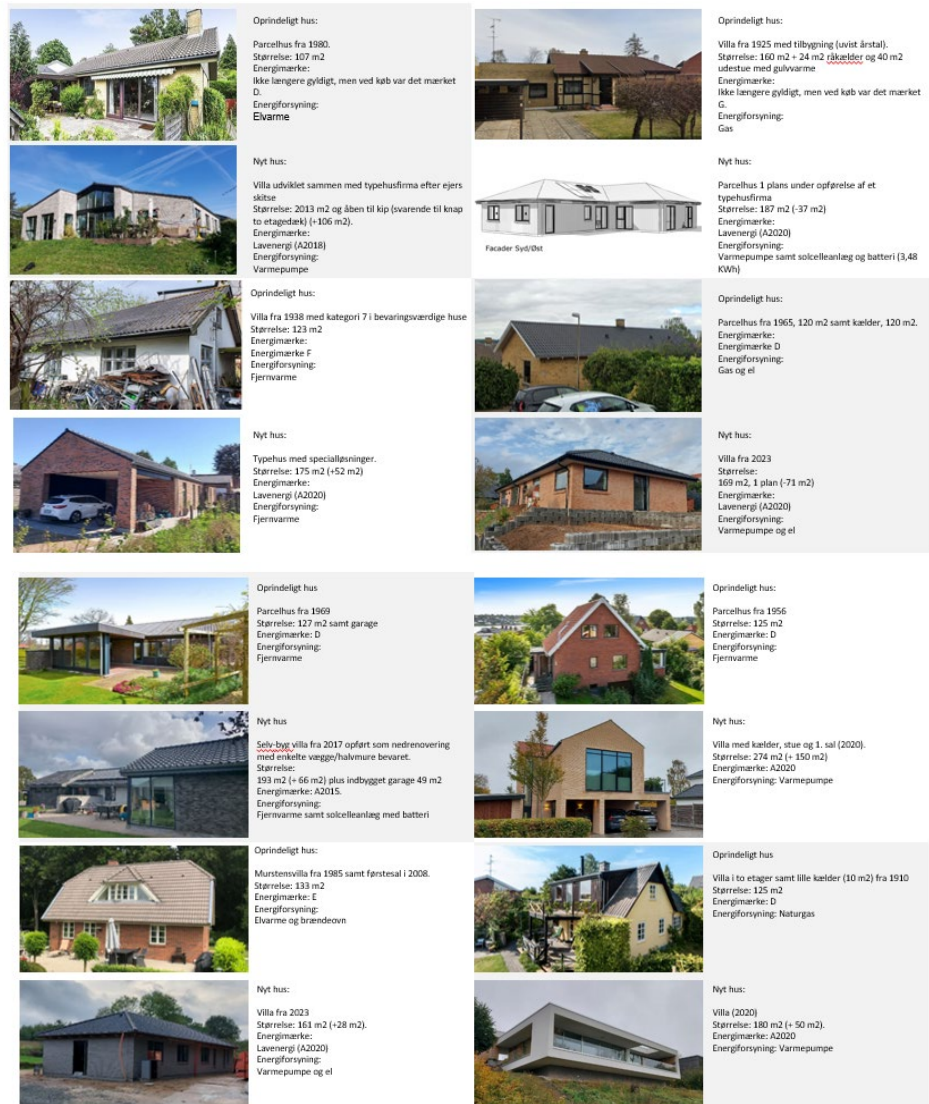 Oprindeligt hus:
Parcelhus fra 1980.
Størrelse: 107 m2
Energimærke:
Ikke længere gyldigt, men ved køb var det mærket
D.
Energiforsyning:
Elvarme
Oprindeligt hus:
Villa fra 1925 med tilbygning (uvist årstal).
Størrelse: 160 m2 + 24 m2 råkælder og 40 m2
udestue med gulvvarme
Energimærke:
Ikke længere gyldigt, men ved køb var det mærket
G.
Energiforsyning:
Gas
Nyt hus:
Villa udviklet sammen med typehusfirma efter ejers
skitse
Størrelse: 2013 m2 og åben til kip (svarende til knap
to etagedæk) (+106 m2).
Energimærke:
Lavenergi (A2018)
Energiforsyning:
Varmepumpe
Facader Syd/Øst
Nyt hus:
Parcelhus 1 plans under opførelse af et
typehusfirma
Størrelse: 187 m2 (-37 m2)
Energimærke:
Lavenergi (A2020)
Energiforsyning:
Varmepumpe samt solcelleanlæg og batteri (3,48
KWh)
Oprindeligt hus:
Villa fra 1938 med kategori 7 i bevaringsværdige huse
Størrelse: 123 m2
Energimærke:
Energimærke F
Energiforsyning:
Fjernvarme
Oprindeligt hus:
Parcelhus fra 1965, 120 m2 samt kælder, 120 m2.
Energimærke:
Energimærke D
Energiforsyning:
Gas og el
Nyt hus:
Typehus med specialløsninger.
Størrelse: 175 m2 (+52 m2)
Energimærke:
Lavenergi (A2020)
Energiforsyning:
Fjernvarme
Nyt hus:
Villa fra 2023
Størrelse:
169 m2, 1 plan (-71 m2)
Energimærke:
Lavenergi (A2020)
Energiforsyning:
Varmepumpe og el
Oprindeligt hus
Parcelhus fra 1969
Størrelse: 127 m2 samt garage
Energimærke: D
Energiforsyning:
Fjernvarme
Oprindeligt hus:
Parcelhus fra 1956
Størrelse: 125 m2
Energimærke: D
Energiforsyning:
Fjernvarme
Nyt hus
Selv-byg villa fra 2017 opført som nedrenovering
med enkelte vægge/halvmure bevaret.
Størrelse:
193 m2 (+ 66 m2) plus indbygget garage 49 m2
Energimærke: A2015.
Energiforsyning:
Fjernvarme samt solcelleanlæg med batteri
Nyt hus:
Villa med kælder, stue og 1. sal (2020).
Størrelse: 274 m2 (+ 150 m2)
Energimærke: A2020
Energiforsyning: Varmepumpe
Oprindeligt hus:
Murstensvilla fra 1985 samt førstesal i 2008.
Størrelse: 133 m2
Energimærke: E
Energiforsyning:
Elvarme og brændeovn
Oprindeligt hus
Villa i to etager samt lille kælder (10 m2) fra 1910
Størrelse: 125 m2
Energimærke: D
Energiforsyning: Naturgas
Nyt hus:
Villa fra 2023
Størrelse: 161 m2 (+28 m2).
Energimærke:
Lavenergi (A2020)
Energiforsyning:
Varmepumpe og el
Nyt hus:
Villa (2020)
Størrelse: 180 m2 (+ 50 m2).
Energimærke: A2020
Energiforsyning: Varmepumpe